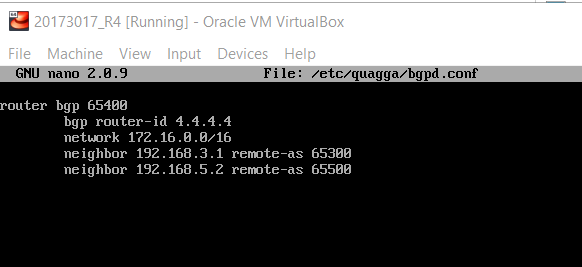 20173017_R4 [Running] - Oracle VM VirtualBox
File Machine View Input Devices Help
GNU nano 2.0.9 File: /etc/quagga/bgpd.conf
router bgp 65400
bgp router-id 4.4.4.4
network 172.16.0.0/16
neighbor 192.168.3.1 remote-as 65300
neighbor 192.168.5.2 remote-as 65500